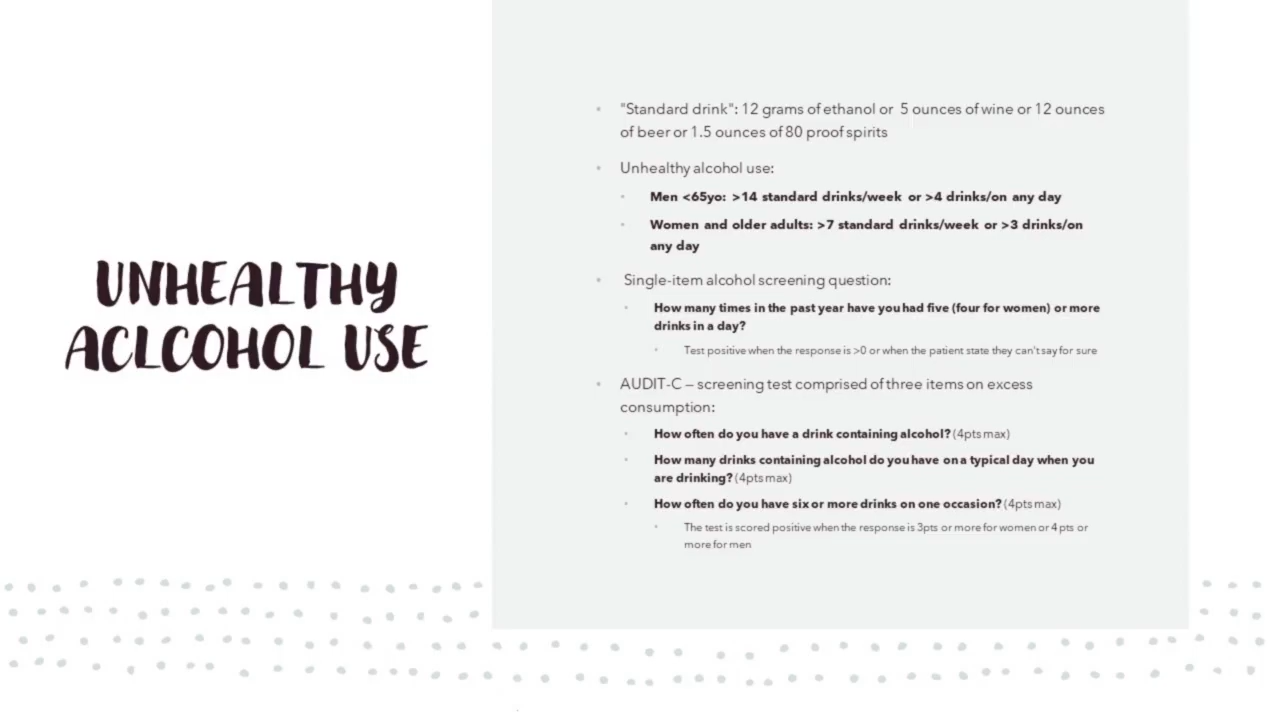 UNHEALTHY
ACLCOHOL USE
"Standard drink": 12 grams of ethanol or 5 ounces of wine or 12 ounces
of beer or 1.5 ounces of 80 proof spirits
Unhealthy alcohol use:
Men <65yo: >14 standard drinks/week or >4 drinks/on any day
Women and older adults: >7 standard drinks/week or >3 drinks/on
any day
Single-item alcohol screening question:
How many times in the past year have you had five (four for women) or more
drinks in a day?
Test positive when the response is >0 or when the patient state they can't say for sure
AUDIT-C – screening test comprised of three items on excess
consumption:
How often do you have a drink containing alcohol? (4pts max)
How many drinks containing alcohol do you have on a typical day when you
are drinking? (4pts max)
How often do you have six or more drinks on one occasion? (4pts max)
The test is scored positive when the response is 3pts or more for women or 4 pts or
more for men